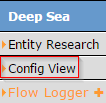 Deep Sea
Entity Research
Config View
Flow Logger +